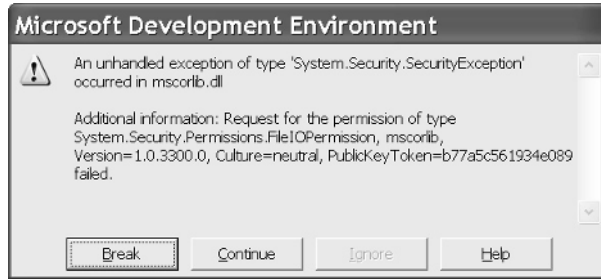 Microsoft Development Environment
An unhandled exception of type 'System.Security.SecurityException'
occurred in mscorlib.dll
Additional information: Request for the permission of type
System.Security.Permissions.FileIOPermission, mscorlib,
Version=1.0.3300.0, Culture=neutral, PublicKeyToken=b77a5c561934e089
failed.
Break Continue Ignore Help